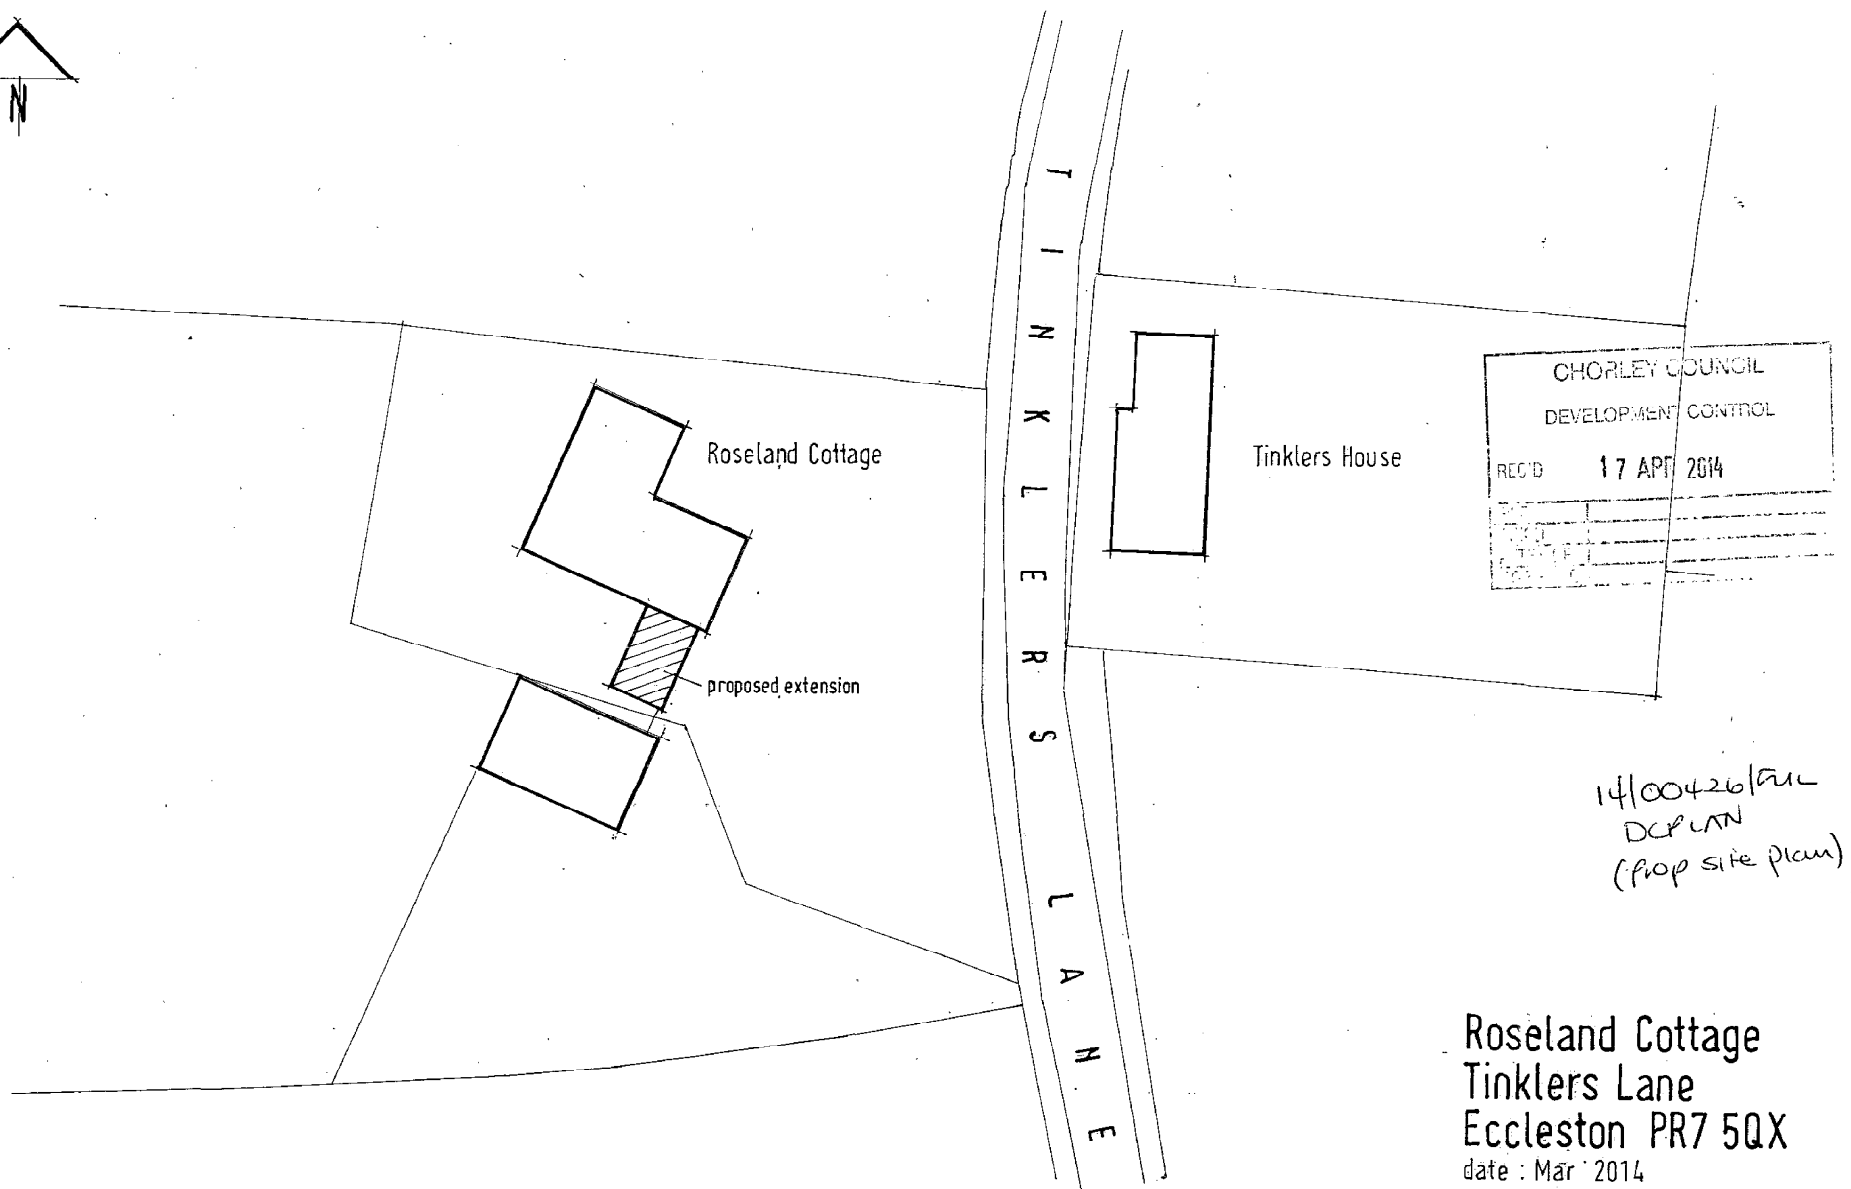 N
TINKLERS LANE
Roseland Cottage
Tinklers House
proposed extension
CHORLEY COUNCIL
DEVELOPMENT CONTROL
REC'D 17 APR 2014
14/00426/FUL
DCPLAN
(prop site plan)
Roseland Cottage
Tinklers Lane
Eccleston PR7 5QX
date : Mar 2014